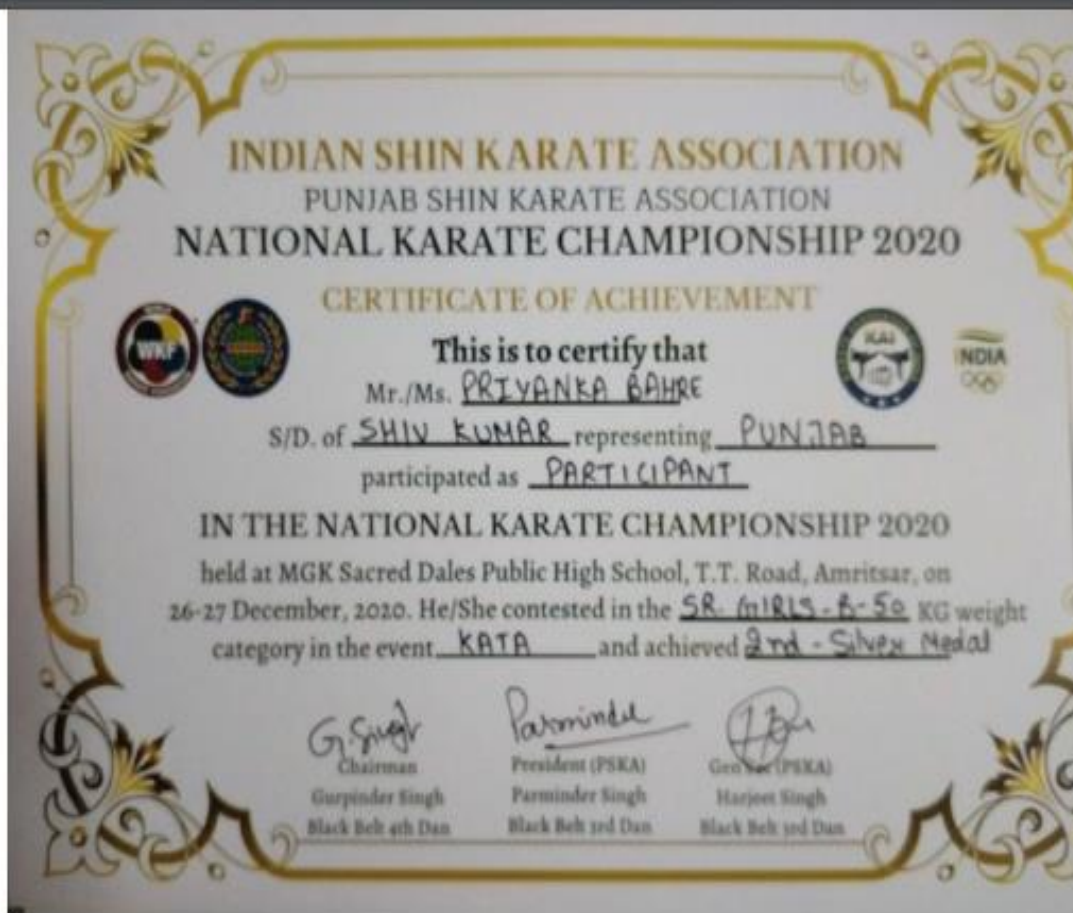 INDIAN SHIN KARATE ASSOCIATION
PUNJAB SHIN KARATE ASSOCIATION
NATIONAL KARATE CHAMPIONSHIP 2020
CERTIFICATE OF ACHIEVEMENT
WKF
KAI
INDIA
This is to certify that
Mr./Ms. PRIYANKA BAHRE
S/D. of SHIV KUMAR representing PUNJAB
participated as PARTICIPANT
IN THE NATIONAL KARATE CHAMPIONSHIP 2020
held at MGK Sacred Dales Public High School, T.T. Road, Amritsar, on
26-27 December, 2020. He/She contested in the SR. GIRLS-B-50 KG weight
category in the event KATA and achieved 2nd - Silver Medal
G. Singh Parminder
Chairman President (PSKA) (PSKA)
Gurpinder Singh Parminder Singh Harjeet Singh
Black Belt 4th Dan Black Belt 3rd Dan Black Belt 3rd Dan